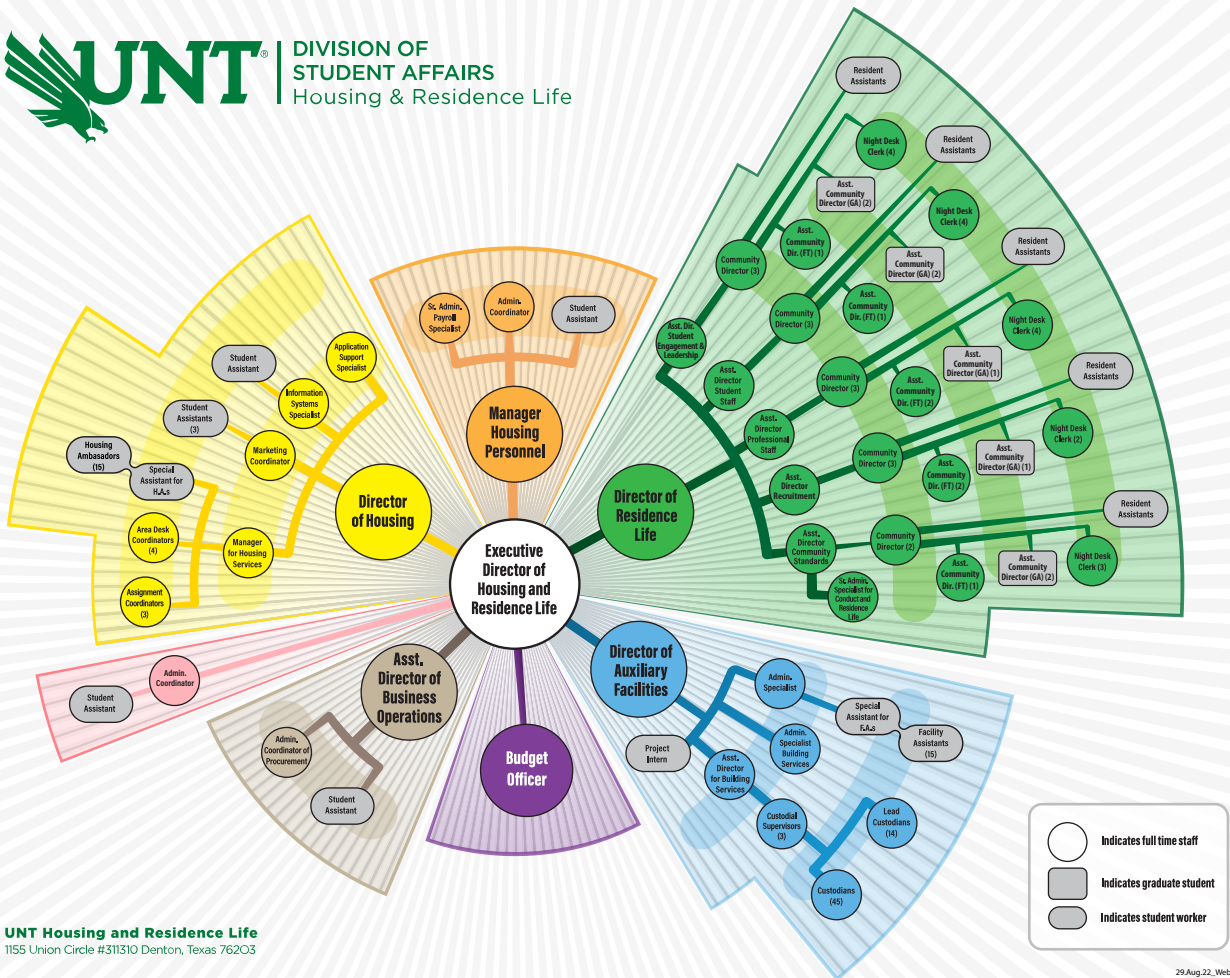 UNT®
DIVISION OF
STUDENT AFFAIRS
Housing & Residence Life
Executive
Director of
Housing and
Residence Life
Director
of Housing
Application
Support
Specialist
Information
Systems
Specialist
Student
Assistant
Marketing
Coordinator
Student
Assistants
(3)
Manager
for Housing
Services
Housing
Ambasadors
(15)
Special
Assistant for
H.A.s
Area Desk
Coordinators
(4)
Assignment
Coordinators
(3)
Manager
Housing
Personnel
Sr. Admin.
Payroll
Specialist
Admin.
Coordinator
Student
Assistant
Director of
Residence
Life
Asst. Dir.
Student
Engagement &
Leadership
Community
Director (3)
Asst.
Community
Dir. (FT) (1)
Asst.
Community
Director (GA) (2)
Night Desk
Clerk (4)
Resident
Assistants
Asst.
Director
Student
Staff
Community
Director (3)
Asst.
Community
Dir. (FT) (1)
Asst.
Community
Director (GA) (2)
Night Desk
Clerk (4)
Resident
Assistants
Asst.
Director
Professional
Staff
Community
Director (3)
Asst.
Community
Dir. (FT) (2)
Asst.
Community
Director (GA) (1)
Night Desk
Clerk (4)
Resident
Assistants
Asst.
Director
Recruitment
Community
Director (3)
Asst.
Community
Dir. (FT) (2)
Asst.
Community
Director (GA) (1)
Night Desk
Clerk (2)
Resident
Assistants
Asst.
Director
Community
Standards
Community
Director (2)
Asst.
Community
Dir. (FT) (1)
Asst.
Community
Director (GA) (2)
Night Desk
Clerk (3)
Resident
Assistants
Sr. Admin.
Specialist for
Conduct and
Residence
Life
Admin.
Coordinator
Student
Assistant
Asst.
Director of
Business
Operations
Admin.
Coordinator of
Procurement
Student
Assistant
Budget
Officer
Director of
Auxiliary
Facilities
Admin.
Specialist
Special
Assistant for
F.A.s
Facility
Assistants
(15)
Admin.
Specialist
Building
Services
Project
Intern
Asst.
Director
for Building
Services
Custodial
Supervisors
(3)
Lead
Custodians
(14)
Custodians
(45)
Indicates full time staff
Indicates graduate student
Indicates student worker
UNT Housing and Residence Life
1155 Union Circle #311310 Denton, Texas 76203
29.Aug.22_Web